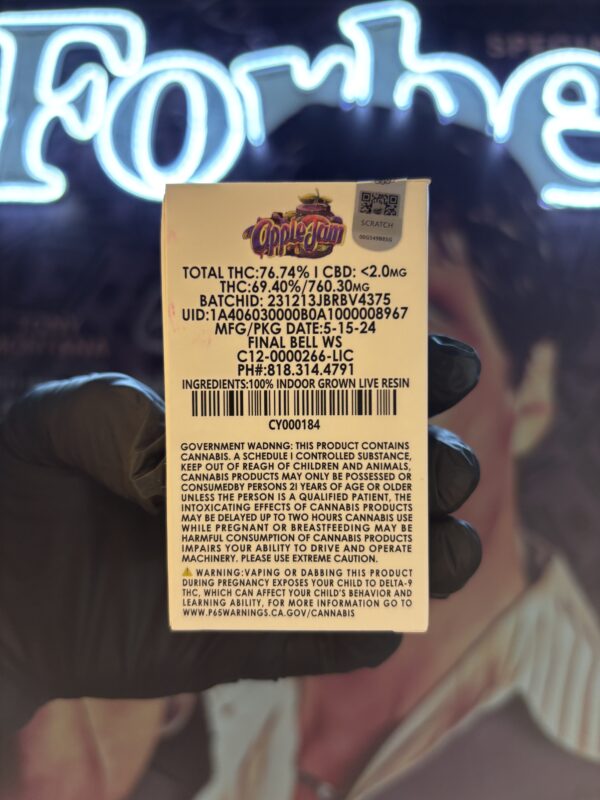 Forbe
SPECI
Apple Jam
SCRATCH
TOTAL THC:76.74% I CBD: <2.0MG
THC:69.40%/760.30MG
BATCHID: 231213JBRBV4375
UID:1A406030000B0A1000008967
MFG/PKG DATE:5-15-24
FINAL BELL WS
C12-0000266-LIC
PH#:818.314.4791
INGREDIENTS:100% INDOOR GROWN LIVE RESIN
CY000184
GOVERNMENT WADNNG: THIS PRODUCT CONTAINS
CANNABIS. A SCHEDULE I CONTROLLED SUBSTANCE,
KEEP OUT OF REAGH OF CHILDREN AND ANIMALS,
CANNABIS PRODUCTS MAY ONLY BE POSSESSED OR
CONSUMEDBY PERSONS 21 YEARS OF AGE OR OLDER
UNLESS THE PERSON IS A QUALIFIED PATIENT, THE
INTOXICATING EFFECTS OF CANNABIS PRODUCTS
MAY BE DELAYED UP TO TWO HOURS CANNABIS USE
WHILE PREGNANT OR BREASTFEEDING MAY BE
HARMFUL CONSUMPTION OF CANNABIS PRODUCTS
IMPAIRS YOUR ABILITY TO DRIVE AND OPERATE
MACHINERY. PLEASE USE EXTREME CAUTION.
WARNING:VAPING OR DABBING THIS PRODUCT
DURING PREGNANCY EXPOSES YOUR CHILD TO DELTA-9
THC, WHICH CAN AFFECT YOUR CHILD'S BEHAVIOR AND
LEARNING ABILITY, FOR MORE INFORMATION GO TO
WWW.P65WARNINGS.CA.GOV/CANNABIS
TONY
MONTANA